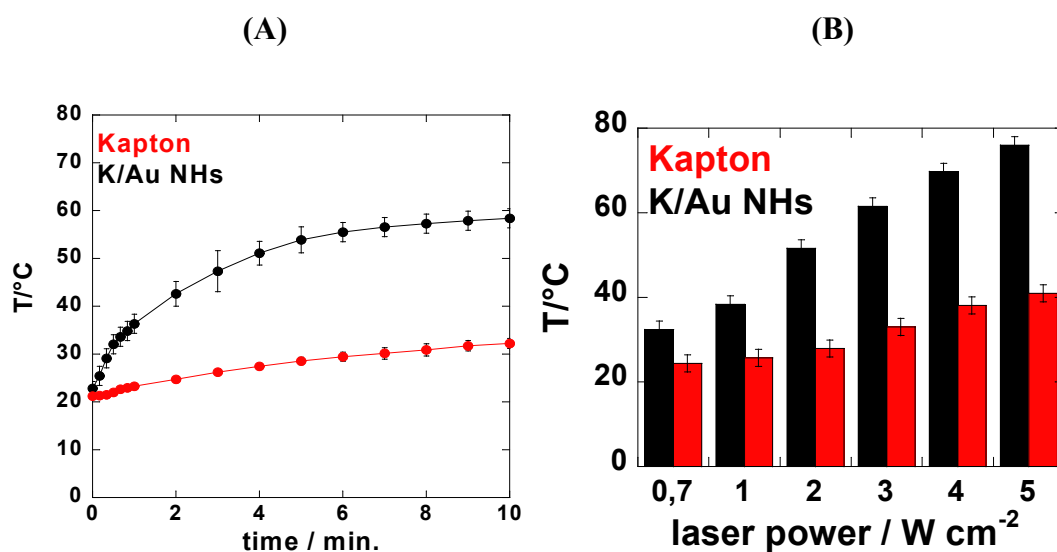 (A)
(B)
80
70
60
50
40
30
20
10
0
T/°C
Kapton
K/Au NHs
0 2 4 6 8 10
time / min.
80
60
40
20
0
T/°C
Kapton
K/Au NHs
0,7 1 2 3 4 5
laser power / W cm⁻²